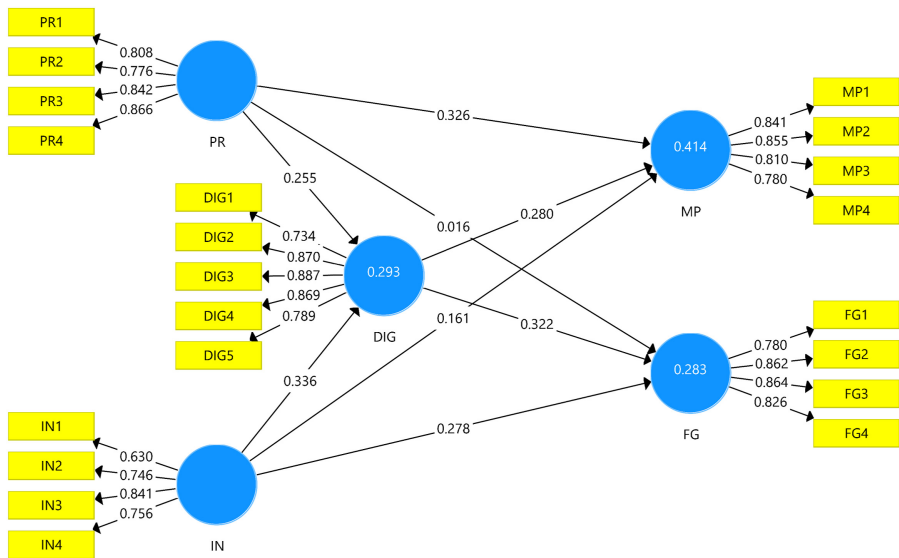 PR1
PR2
PR3
PR4
0.808
0.776
0.842
0.866
PR
0.326
0.255
0.016
DIG1
DIG2
DIG3
DIG4
DIG5
0.734
0.870
0.887
0.869
0.789
0.293
DIG
0.280
0.161
0.322
0.336
0.278
IN1
IN2
IN3
IN4
0.630
0.746
0.841
0.756
IN
0.414
MP
0.841
0.855
0.810
0.780
MP1
MP2
MP3
MP4
0.283
FG
0.780
0.862
0.864
0.826
FG1
FG2
FG3
FG4